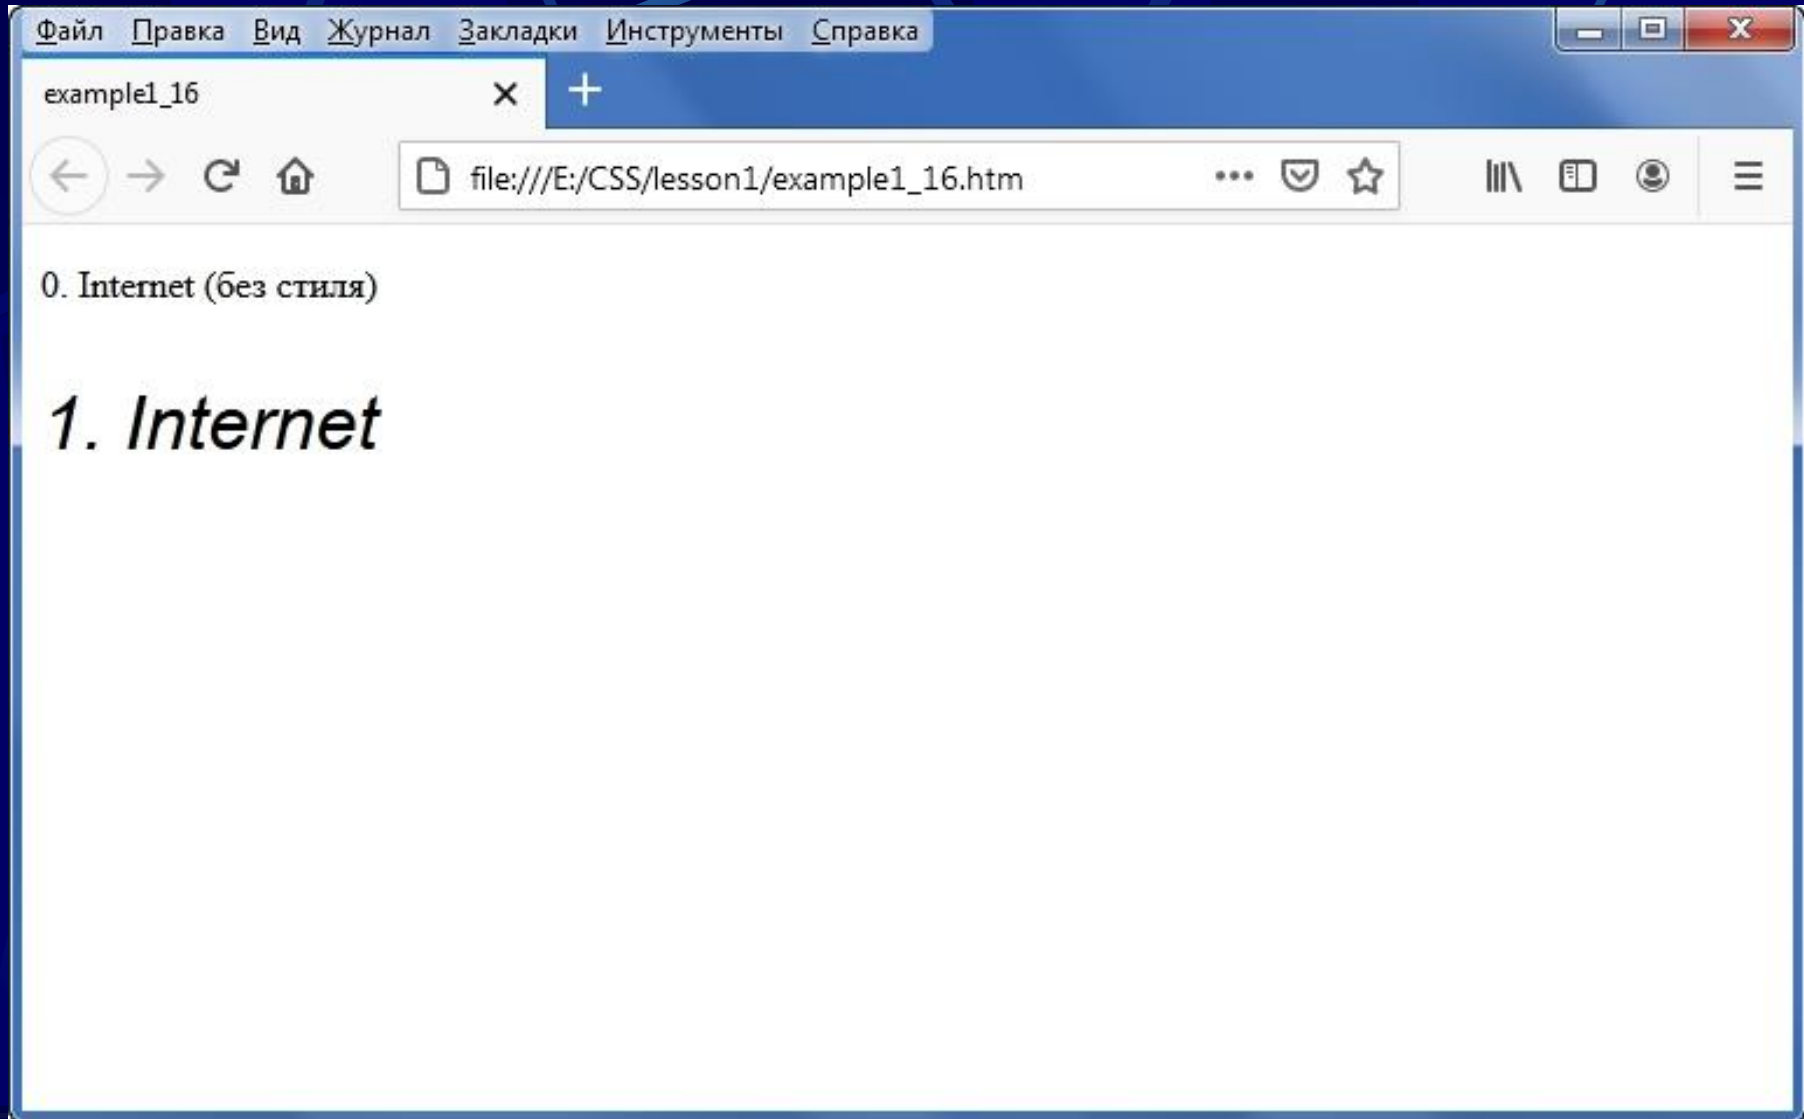 Файл Правка Вид Журнал Закладки Инструменты Справка
example1_16
file:///E:/CSS/lesson1/example1_16.htm
0. Internet (без стиля)
1. Internet